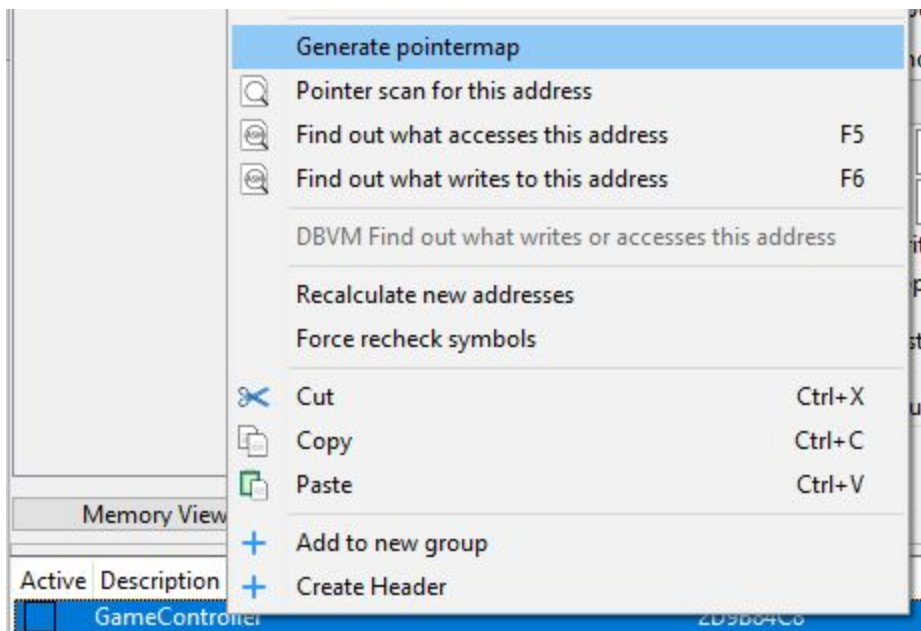 Generate pointermap
Pointer scan for this address
Find out what accesses this address F5
Find out what writes to this address F6
DBVM Find out what writes or accesses this address
Recalculate new addresses
Force recheck symbols
Cut Ctrl+X
Copy Ctrl+C
Paste Ctrl+V
Memory View
Add to new group
Active Description
Create Header
GameController 2D9B84C8